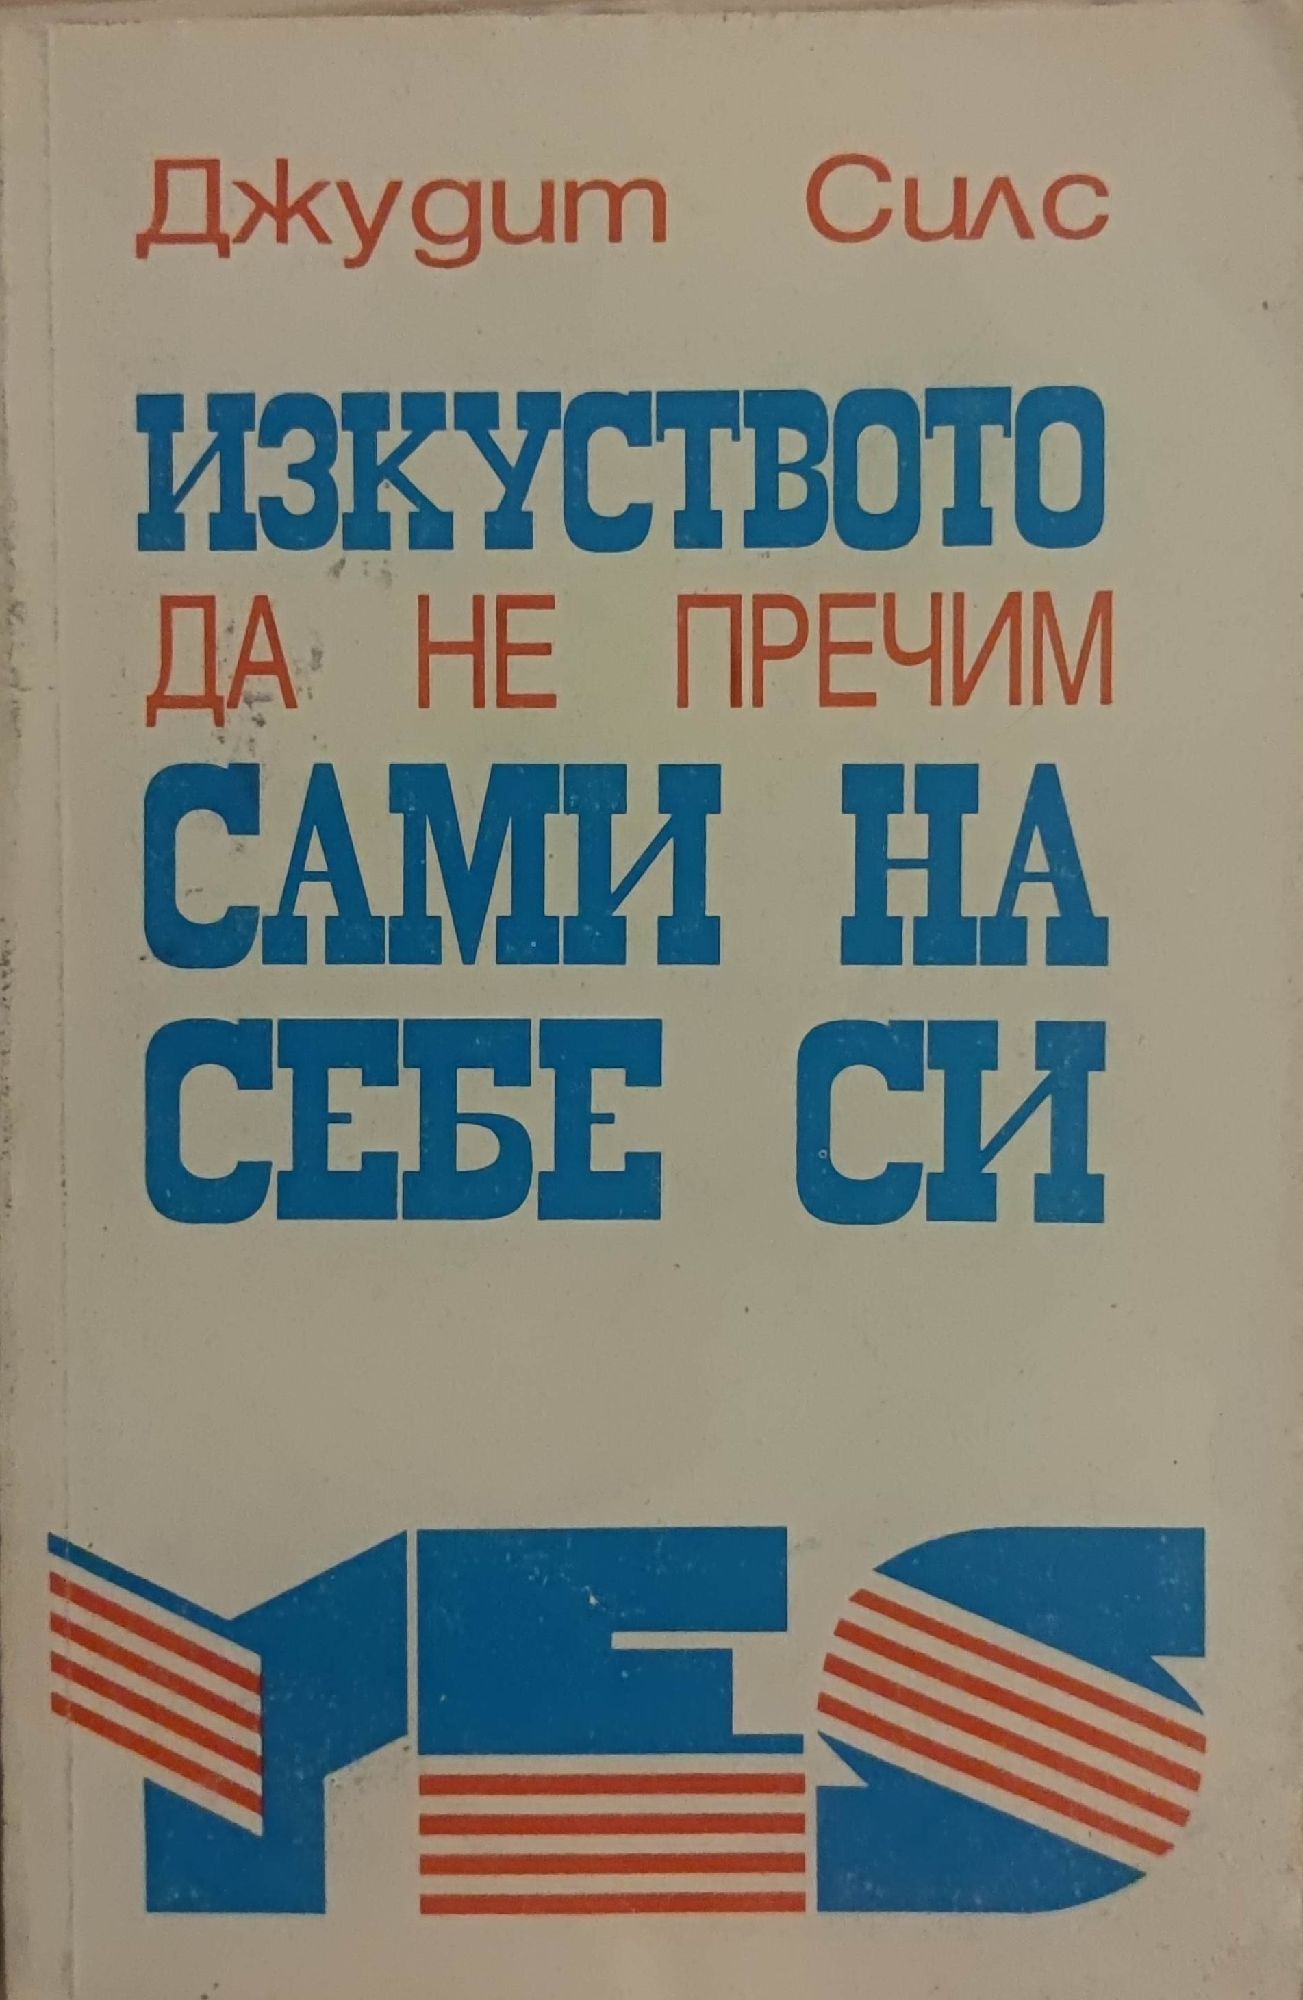 Джудит Силс
ИЗКУСТВОТО
ДА НЕ ПРЕЧИМ
САМИ НА
СЕБЕ СИ
YES